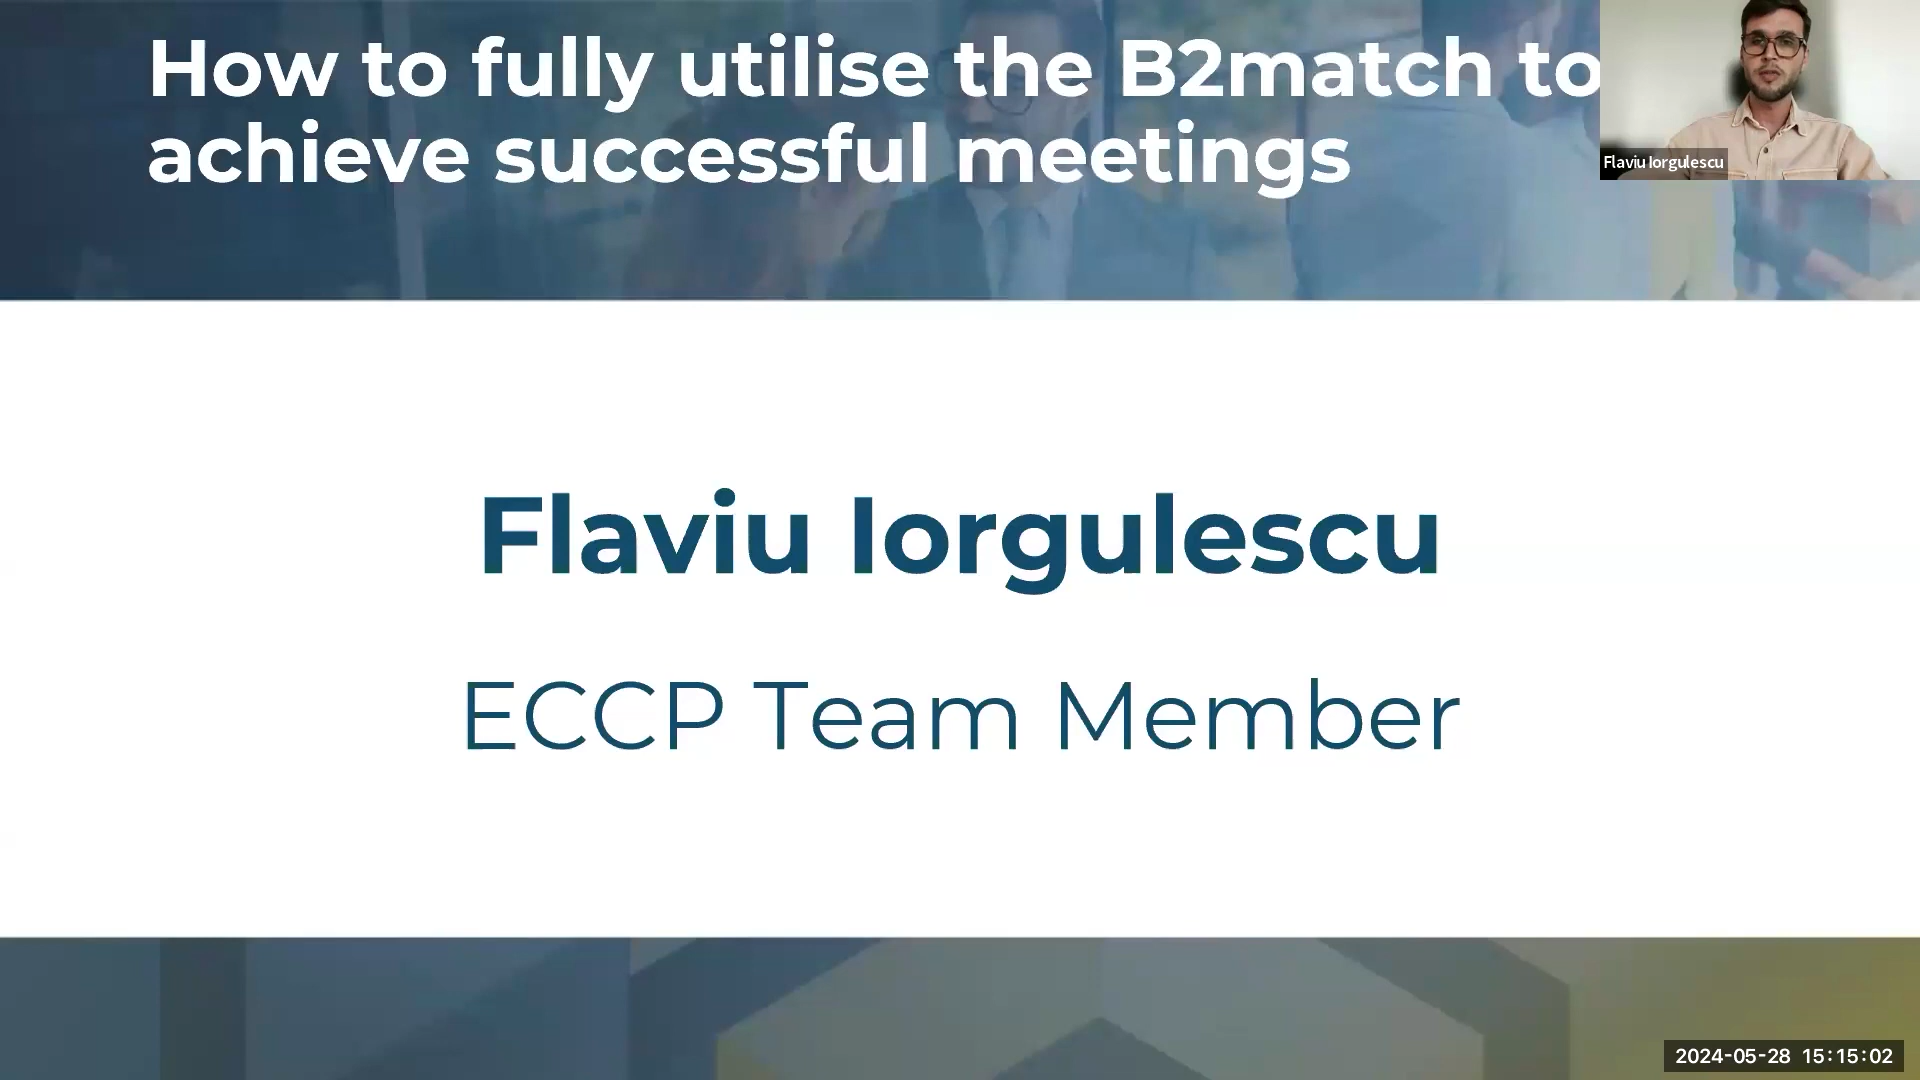 How to fully utilise the B2match to
achieve successful meetings
Flaviu Iorgulescu
Flaviu Iorgulescu
ECCP Team Member
2024-05-28 15:15:02